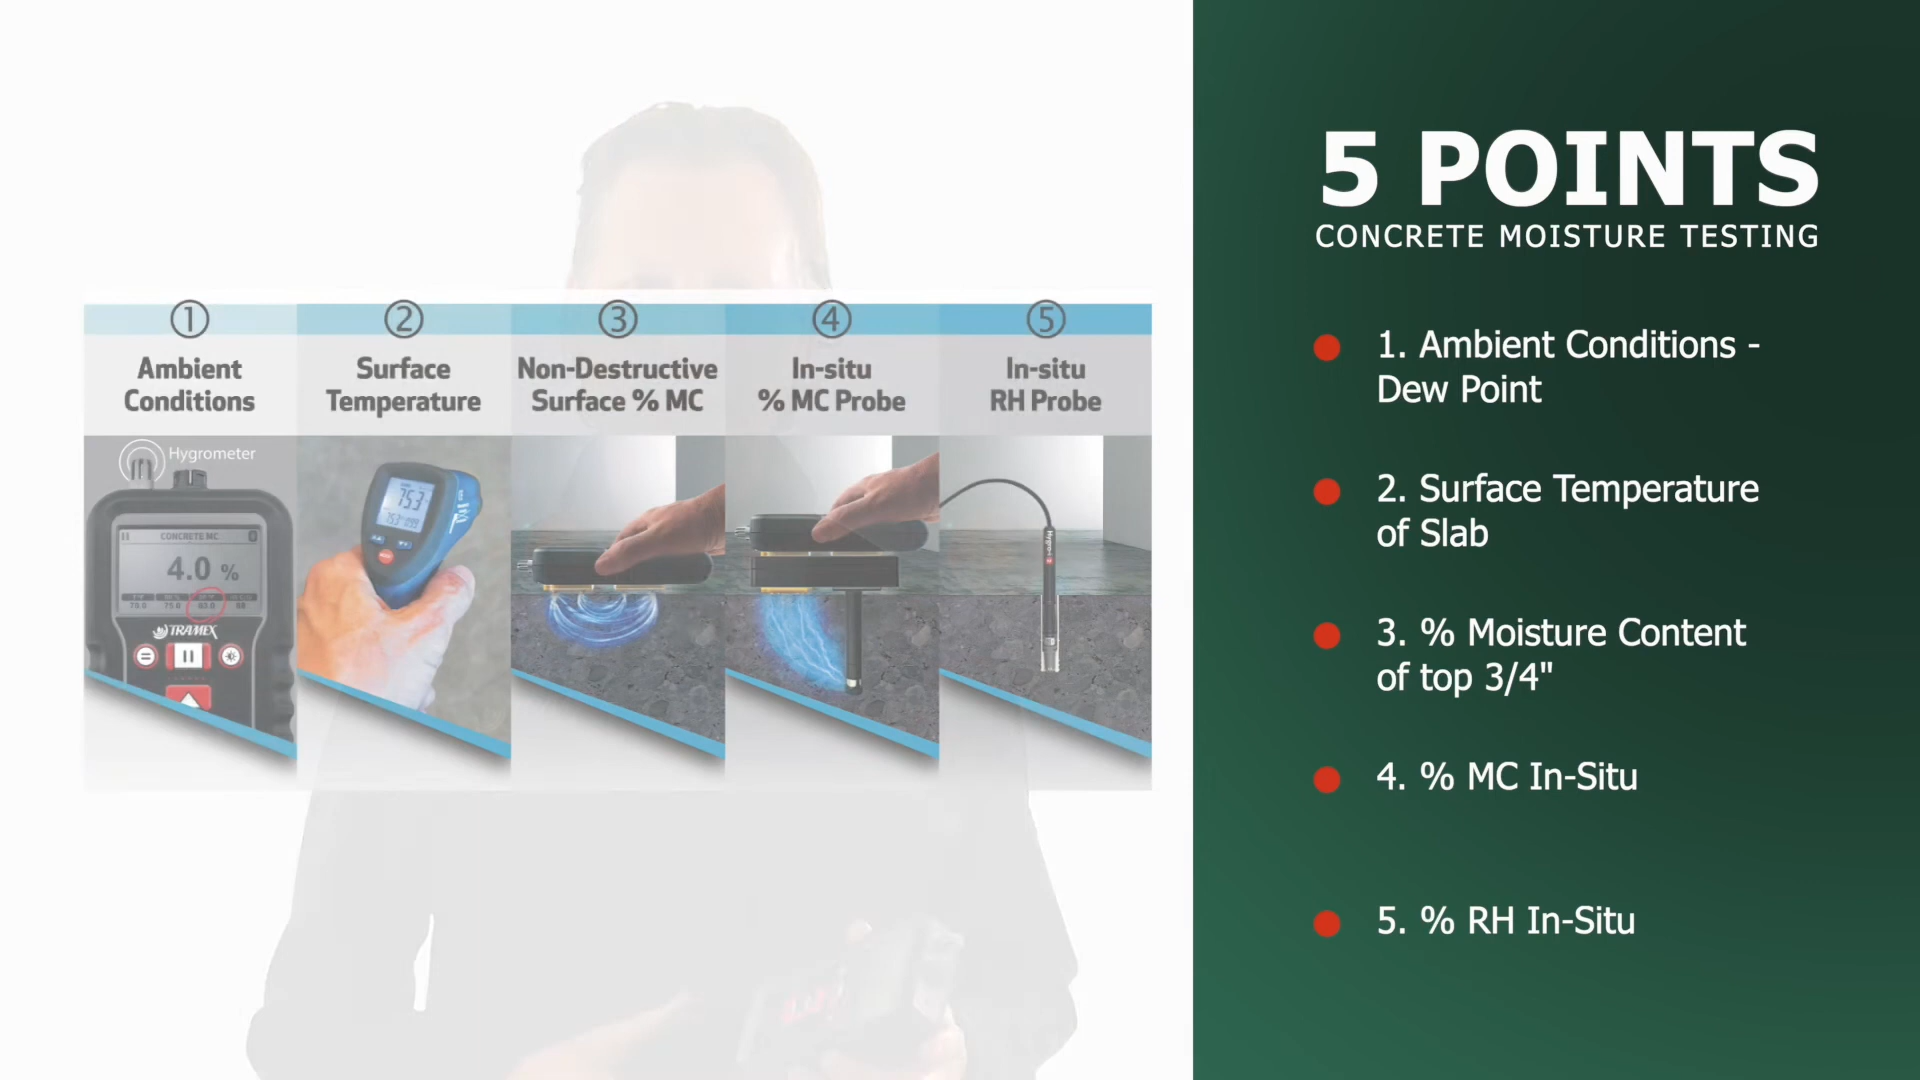 ①
Ambient
Conditions
Hygrometer
CONCRETE MC
4.0 %
TRAMEX
②
Surface
Temperature
753
③
Non-Destructive
Surface % MC
④
In-situ
% MC Probe
⑤
In-situ
RH Probe
5 POINTS
CONCRETE MOISTURE TESTING
1. Ambient Conditions -
Dew Point
2. Surface Temperature
of Slab
3. % Moisture Content
of top 3/4"
4. % MC In-Situ
5. % RH In-Situ